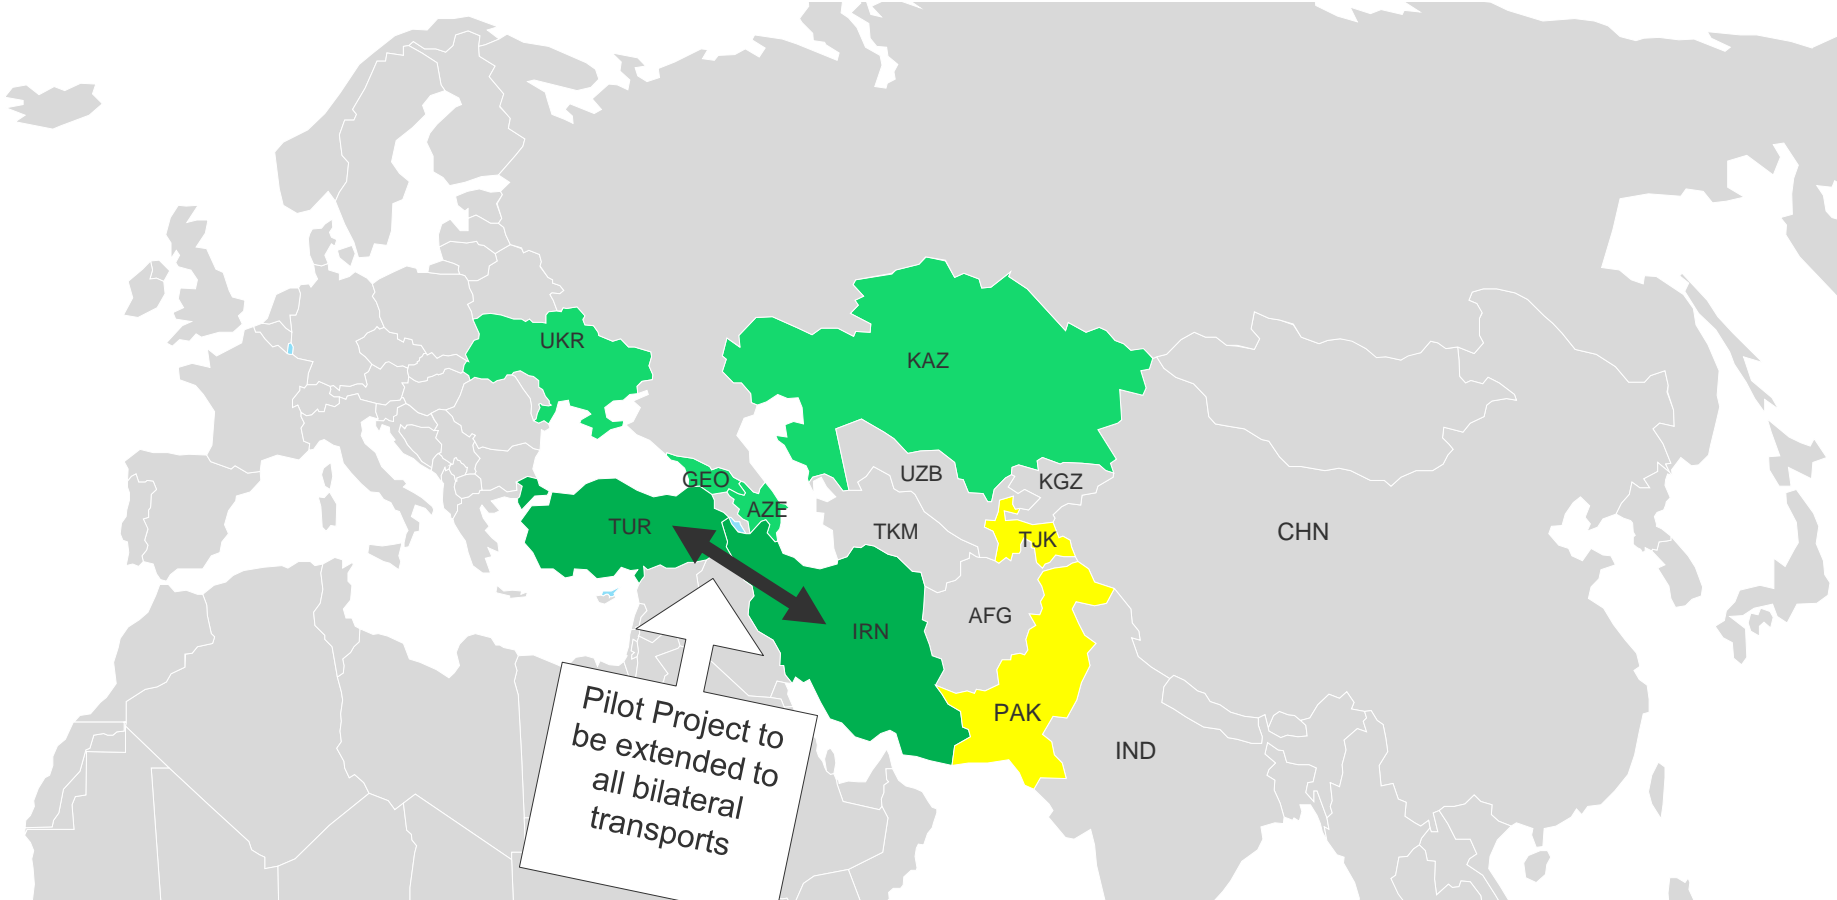 UKR
KAZ
GEO
UZB
KGZ
AZE
TUR
TKM
TJK
CHN
AFG
IRN
PAK
IND
Pilot Project to
be extended to
all bilateral
transports